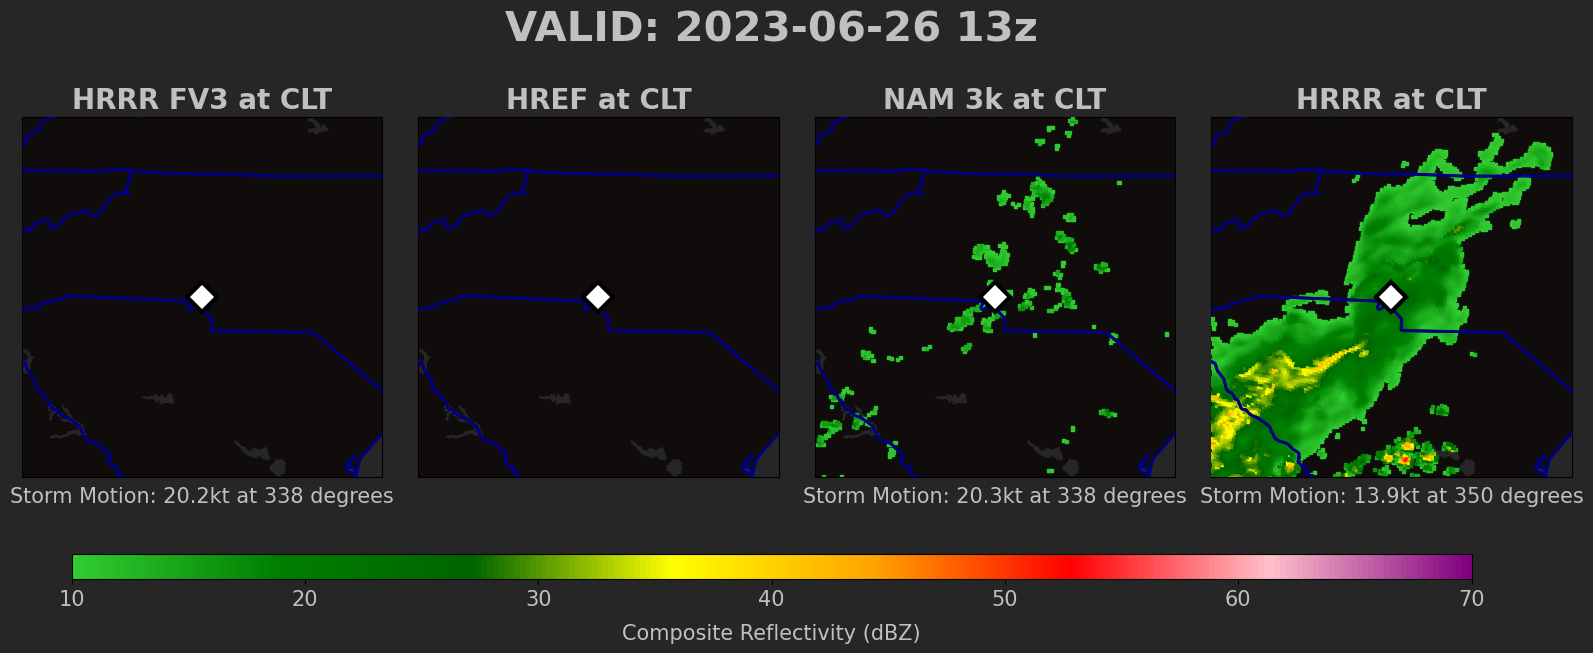 VALID: 2023-06-26 13z
HRRR FV3 at CLT
HREF at CLT
NAM 3k at CLT
HRRR at CLT
Storm Motion: 20.2kt at 338 degrees
Storm Motion: 20.3kt at 338 degrees
Storm Motion: 13.9kt at 350 degrees
10 20 30 40 50 60 70
Composite Reflectivity (dBZ)